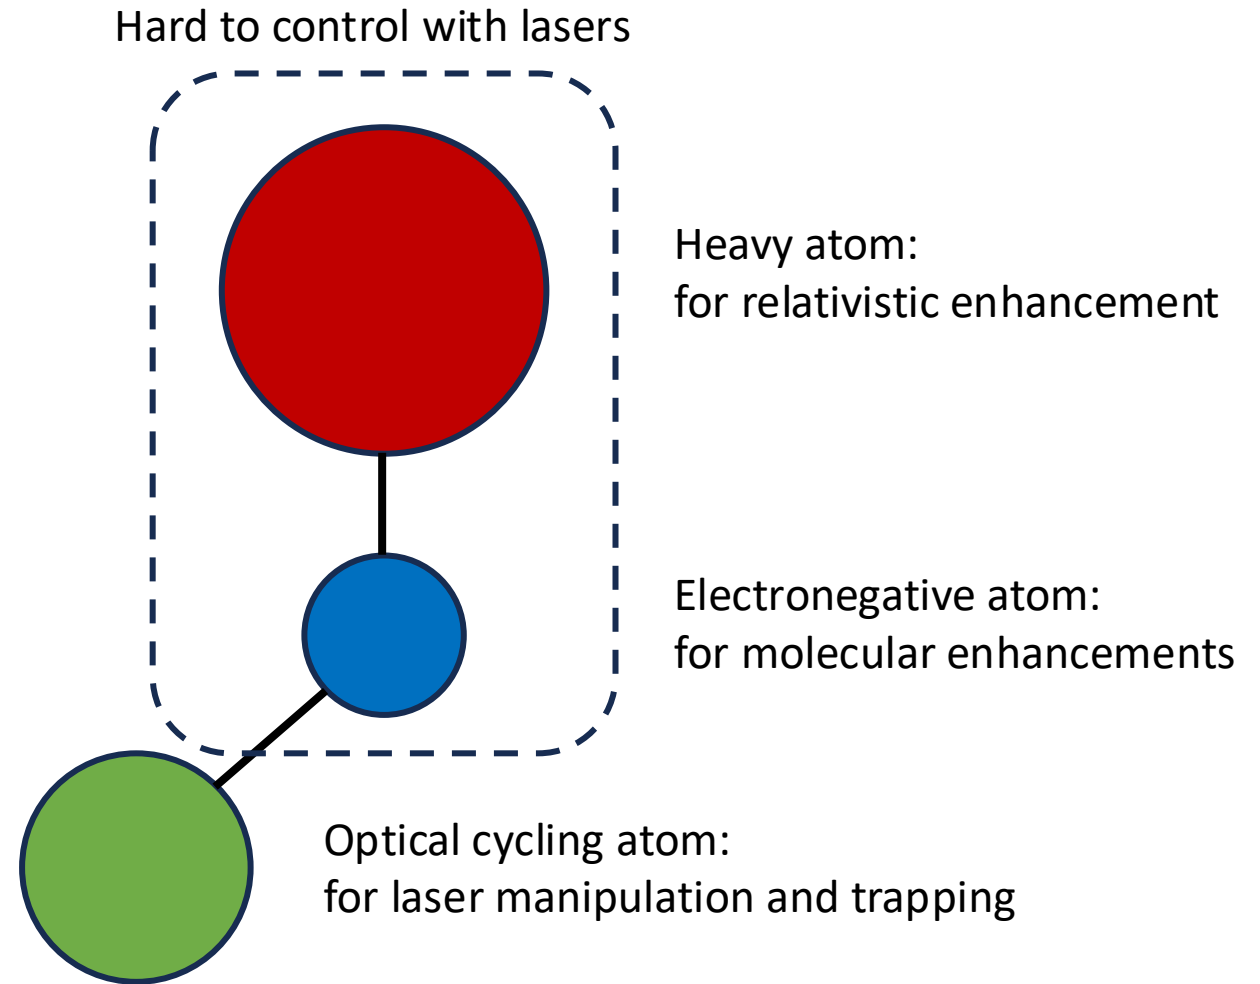 Hard to control with lasers
Heavy atom:
for relativistic enhancement
Electronegative atom:
for molecular enhancements
Optical cycling atom:
for laser manipulation and trapping